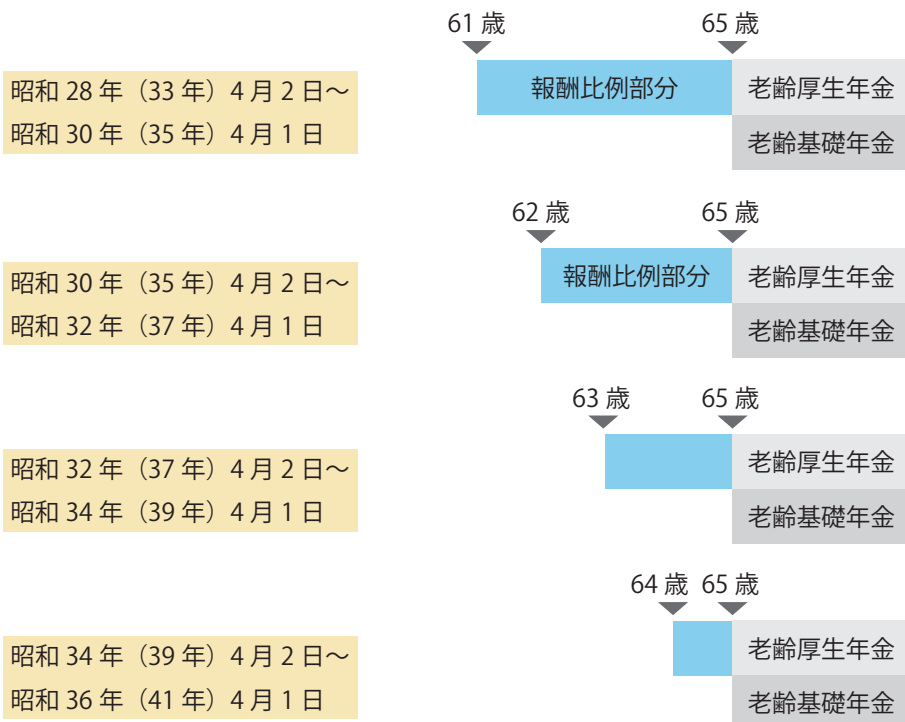 61 歳 65 歳
昭和 28 年（33 年）4 月 2 日～
昭和 30 年（35 年）4 月 1 日
報酬比例部分 老齢厚生年金
老齢基礎年金
62 歳 65 歳
昭和 30 年（35 年）4 月 2 日～
昭和 32 年（37 年）4 月 1 日
報酬比例部分 老齢厚生年金
老齢基礎年金
63 歳 65 歳
昭和 32 年（37 年）4 月 2 日～
昭和 34 年（39 年）4 月 1 日
老齢厚生年金
老齢基礎年金
64 歳 65 歳
昭和 34 年（39 年）4 月 2 日～
昭和 36 年（41 年）4 月 1 日
老齢厚生年金
老齢基礎年金